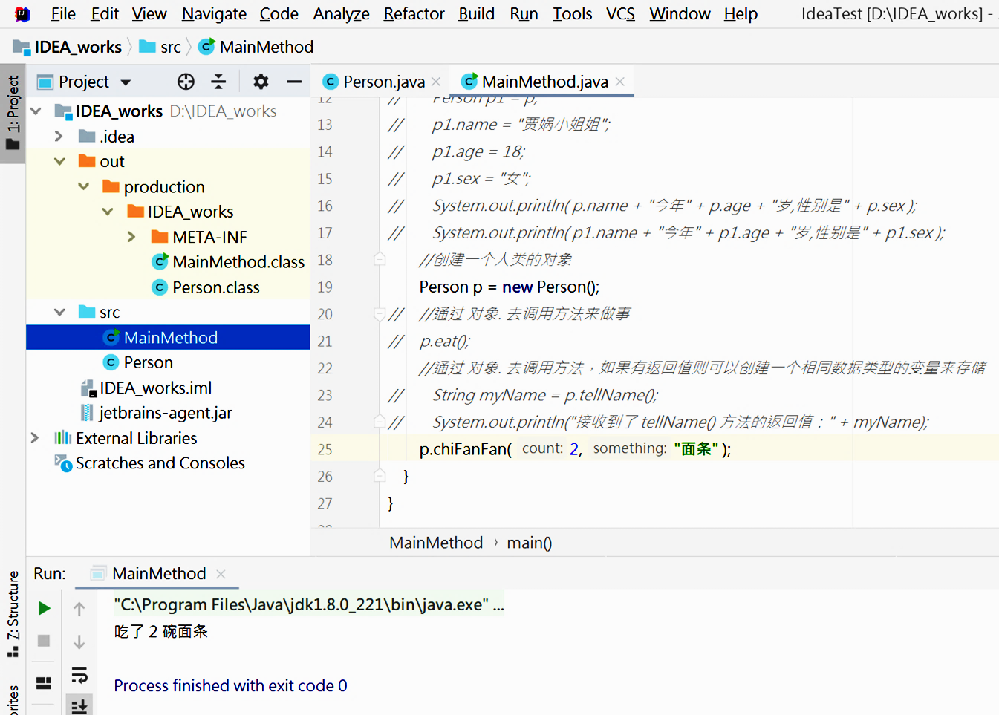 File Edit View Navigate Code Analyze Refactor Build Run Tools VCS Window Help IdeaTest [D:\IDEA_works] -
IDEA_works src MainMethod
1: Project
Project
IDEA_works D:\IDEA_works
.idea
out
production
IDEA_works
META-INF
MainMethod.class
Person.class
src
MainMethod
Person
IDEA_works.iml
jetbrains-agent.jar
External Libraries
Scratches and Consoles
Person.java MainMethod.java
12 // Person p1 = p;
13 // p1.name = "贾娲小姐姐";
14 // p1.age = 18;
15 // p1.sex = "女";
16 // System.out.println( p.name + "今年" + p.age + "岁,性别是" + p.sex );
17 // System.out.println( p1.name + "今年" + p1.age + "岁,性别是" + p1.sex );
18 //创建一个人类的对象
19 Person p = new Person();
20 // //通过 对象. 去调用方法来做事
21 // p.eat();
22 //通过 对象. 去调用方法，如果有返回值则可以创建一个相同数据类型的变量来存储
23 // String myName = p.tellName();
24 // System.out.println("接收到了 tellName() 方法的返回值：" + myName);
25 p.chiFanFan( count: 2, something: "面条" );
26 }
27 }
MainMethod › main()
Z: Structure
Run: MainMethod
"C:\Program Files\Java\jdk1.8.0_221\bin\java.exe" ...
吃了 2 碗面条
Process finished with exit code 0